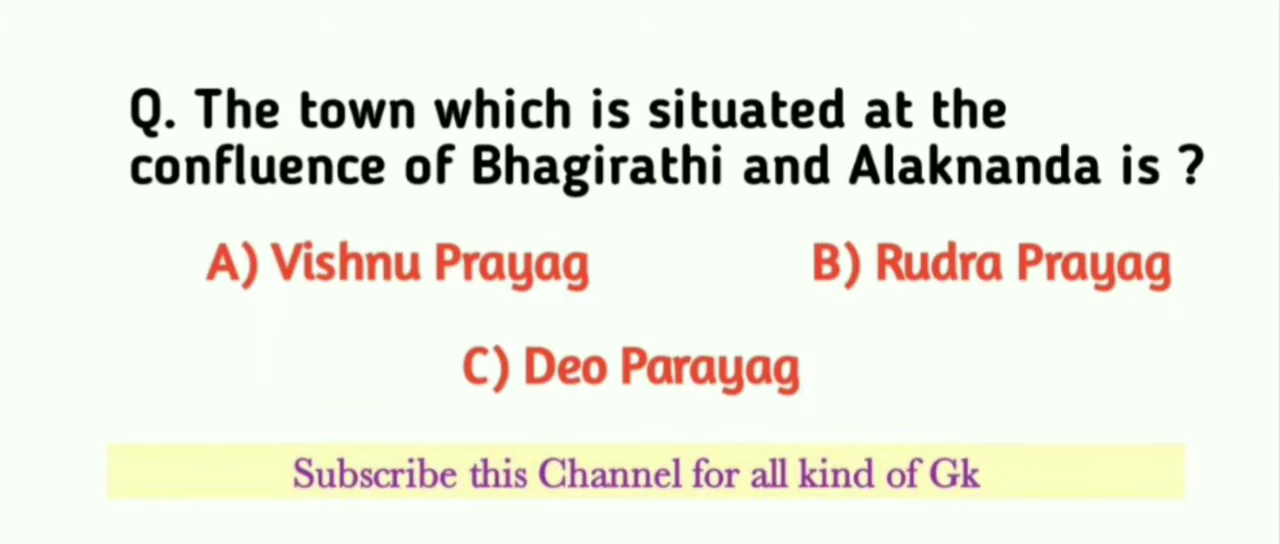 Q. The town which is situated at the
confluence of Bhagirathi and Alaknanda is ?
A) Vishnu Prayag B) Rudra Prayag
C) Deo Parayag
Subscribe this Channel for all kind of Gk